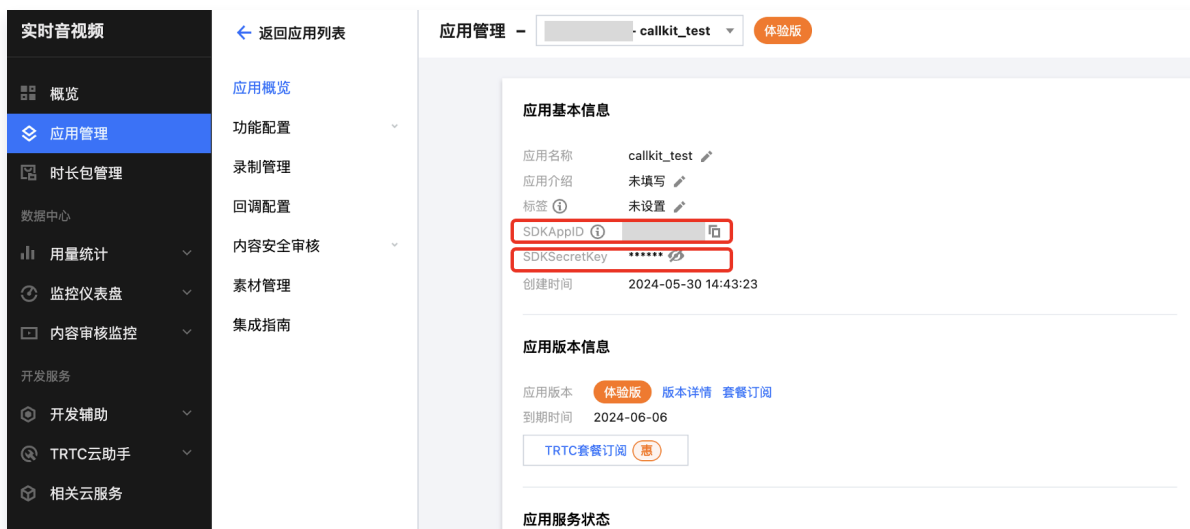 实时音视频
概览
应用管理
时长包管理
数据中心
用量统计
监控仪表盘
内容审核监控
开发服务
开发辅助
TRTC云助手
相关云服务
返回应用列表
应用概览
功能配置
录制管理
回调配置
内容安全审核
素材管理
集成指南
应用管理 – - callkit_test 体验版
应用基本信息
应用名称 callkit_test
应用介绍 未填写
标签 未设置
SDKAppID
SDKSecretKey ******
创建时间 2024-05-30 14:43:23
应用版本信息
应用版本 体验版 版本详情 套餐订阅
到期时间 2024-06-06
TRTC套餐订阅 惠
应用服务状态